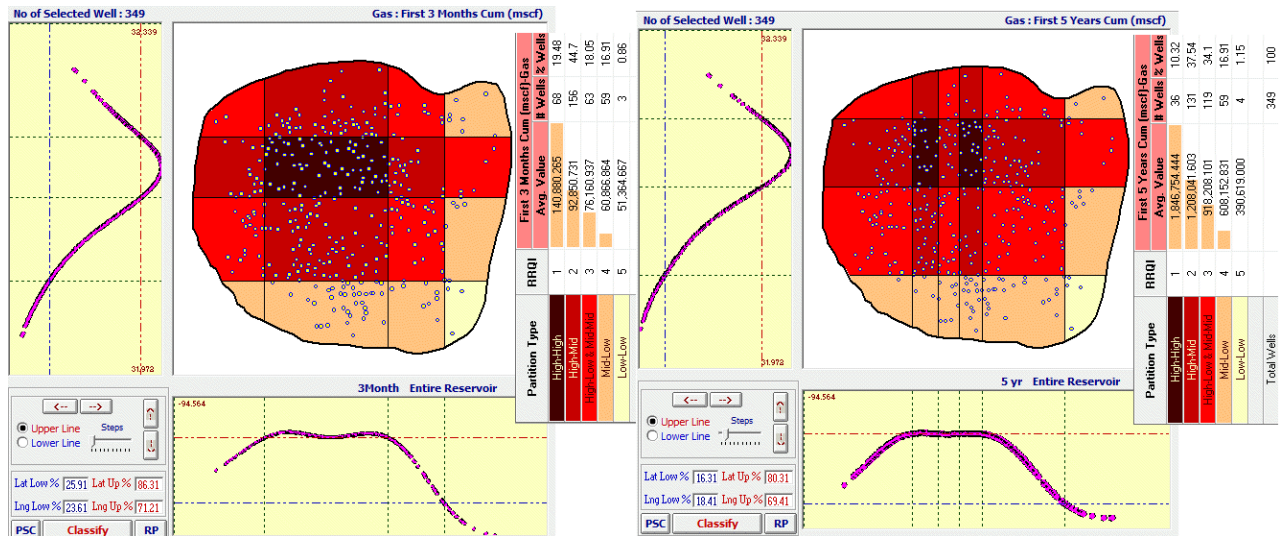 No of Selected Well : 349
Gas : First 3 Months Cum (mscf)
32.339
31.972
Partition Type RRQI First 3 Months Cum (mscf)-Gas
Avg. Value # Wells % Wells
High-High 1 140,880.265 68 19.48
High-Mid 2 92,850.731 156 44.7
High-Low & Mid-Mid 3 76,160.937 63 18.05
Mid-Low 4 60,866.864 59 16.91
Low-Low 5 51,364.667 3 0.86
3Month Entire Reservoir
-94.564
<-- -->
Upper Line
Lower Line
Steps
Lat Low % 25.91 Lat Up % 86.31
Lng Low % 23.61 Lng Up % 71.21
PSC Classify RP
No of Selected Well : 349
Gas : First 5 Years Cum (mscf)
32.339
31.972
Partition Type RRQI First 5 Years Cum (mscf)-Gas
Avg. Value # Wells % Wells
High-High 1 1,846,754.444 36 10.32
High-Mid 2 1,208,041.603 131 37.54
High-Low & Mid-Mid 3 918,208.101 119 34.1
Mid-Low 4 608,152.831 59 16.91
Low-Low 5 390,619.000 4 1.15
Total Wells 349 100
5 yr Entire Reservoir
-94.564
<-- -->
Upper Line
Lower Line
Steps
Lat Low % 16.31 Lat Up % 80.31
Lng Low % 18.41 Lng Up % 69.41
PSC Classify RP